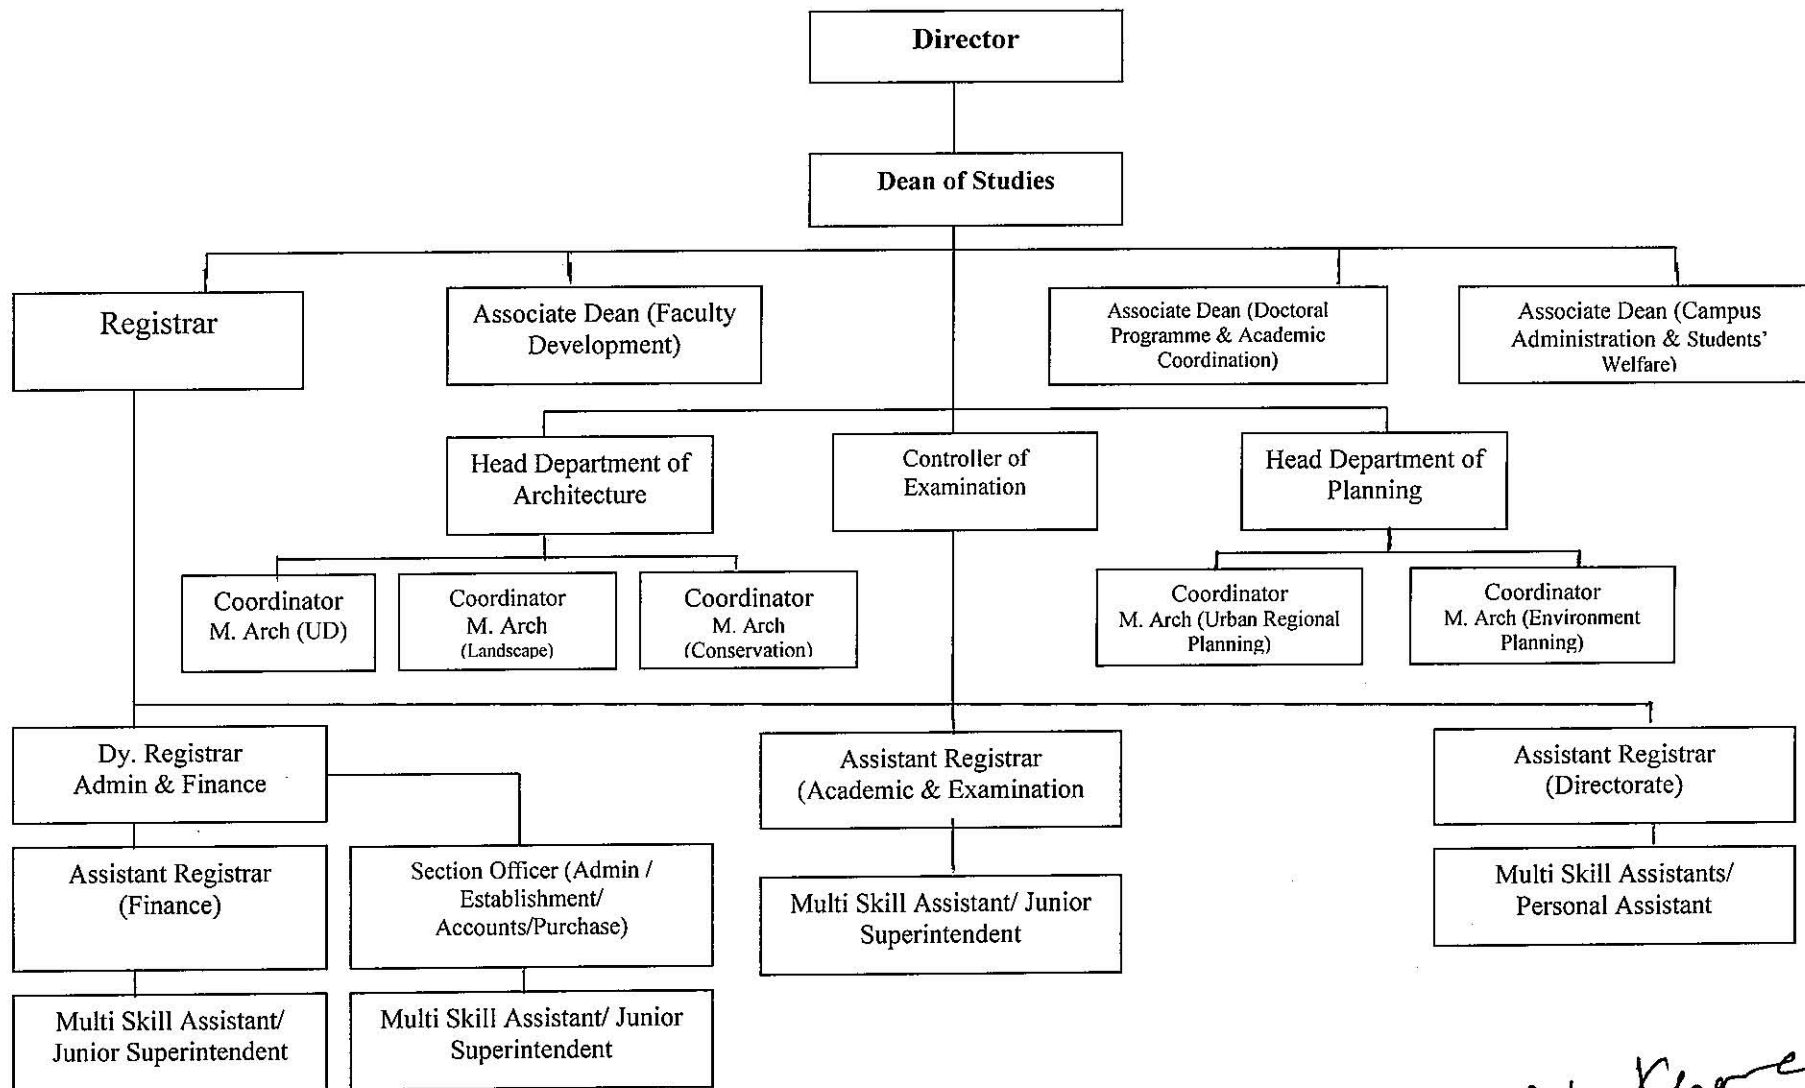 Director
Dean of Studies
Registrar
Associate Dean (Faculty
Development)
Associate Dean (Doctoral
Programme & Academic
Coordination)
Associate Dean (Campus
Administration & Students'
Welfare)
Head Department of
Architecture
Controller of
Examination
Head Department of
Planning
Coordinator
M. Arch (UD)
Coordinator
M. Arch
(Landscape)
Coordinator
M. Arch
(Conservation)
Coordinator
M. Arch (Urban Regional
Planning)
Coordinator
M. Arch (Environment
Planning)
Dy. Registrar
Admin & Finance
Assistant Registrar
(Academic & Examination
Assistant Registrar
(Directorate)
Assistant Registrar
(Finance)
Section Officer (Admin /
Establishment/
Accounts/Purchase)
Multi Skill Assistant/ Junior
Superintendent
Multi Skill Assistants/
Personal Assistant
Multi Skill Assistant/
Junior Superintendent
Multi Skill Assistant/ Junior
Superintendent